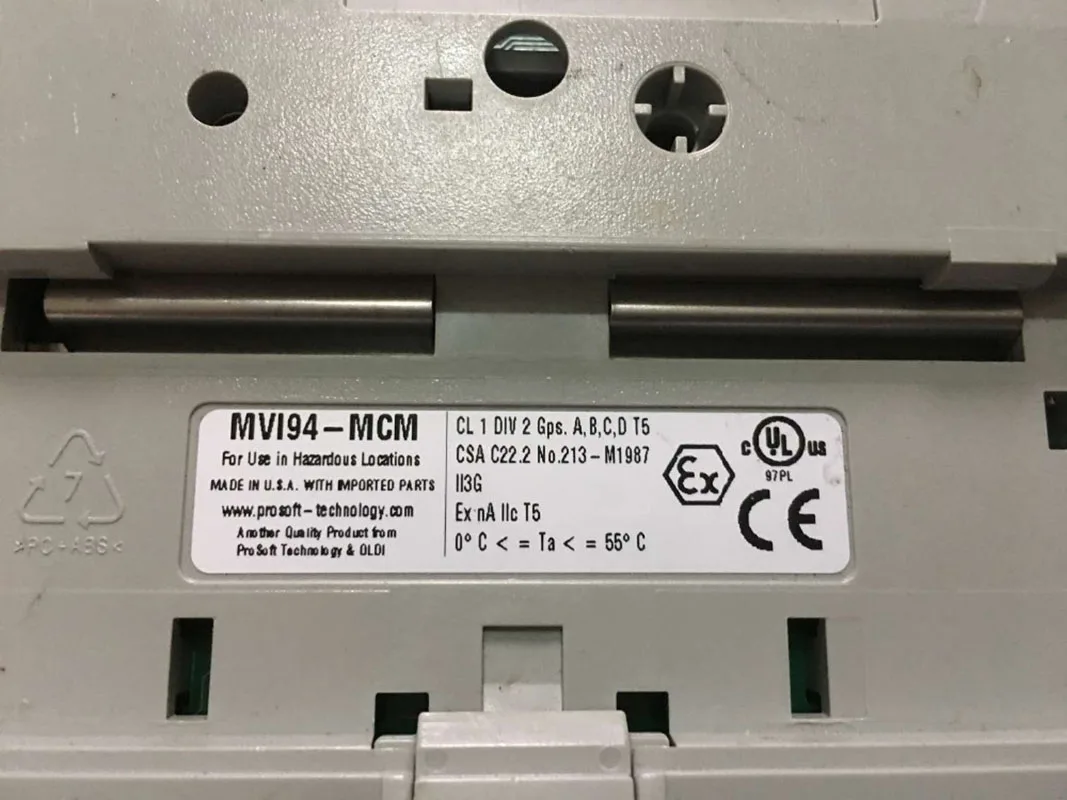 MVI94-MCM
For Use in Hazardous Locations
MADE IN U.S.A. WITH IMPORTED PARTS
www.prosoft-technology.com
Another Quality Product from
ProSoft Technology & OLDI
CL 1 DIV 2 Gps. A,B,C,D T5
CSA C22.2 No.213-M1987
II3G
Ex nA IIc T5
0° C < = Ta < = 55° C
Ex
c UL us
97PL
CE
7
>PC+ABS<